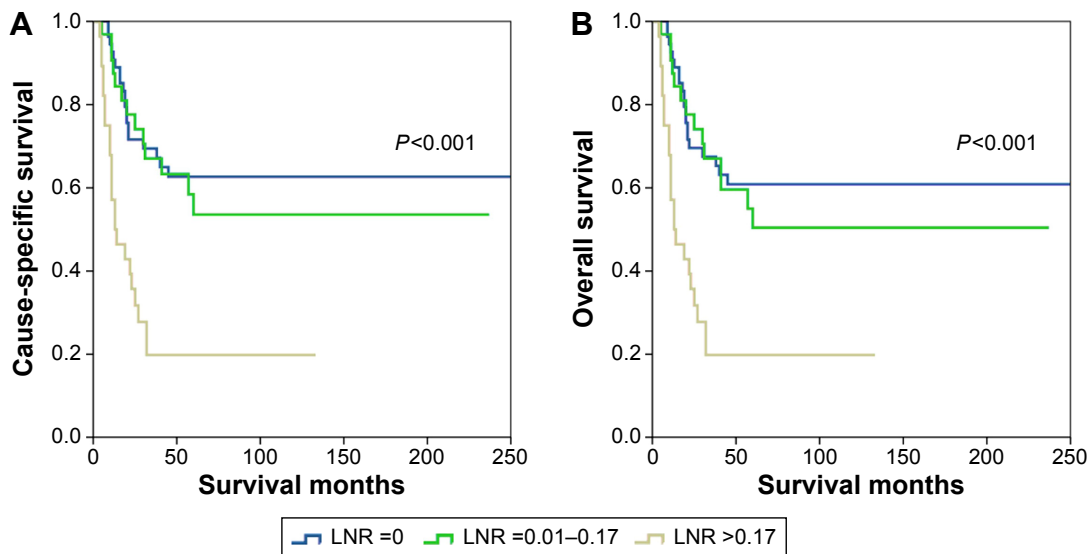 A
Cause-specific survival
1.0
0.8
0.6
0.4
0.2
0.0
P<0.001
0 50 100 150 200 250
Survival months
B
Overall survival
1.0
0.8
0.6
0.4
0.2
0.0
P<0.001
0 50 100 150 200 250
Survival months
LNR =0 LNR =0.01–0.17 LNR >0.17